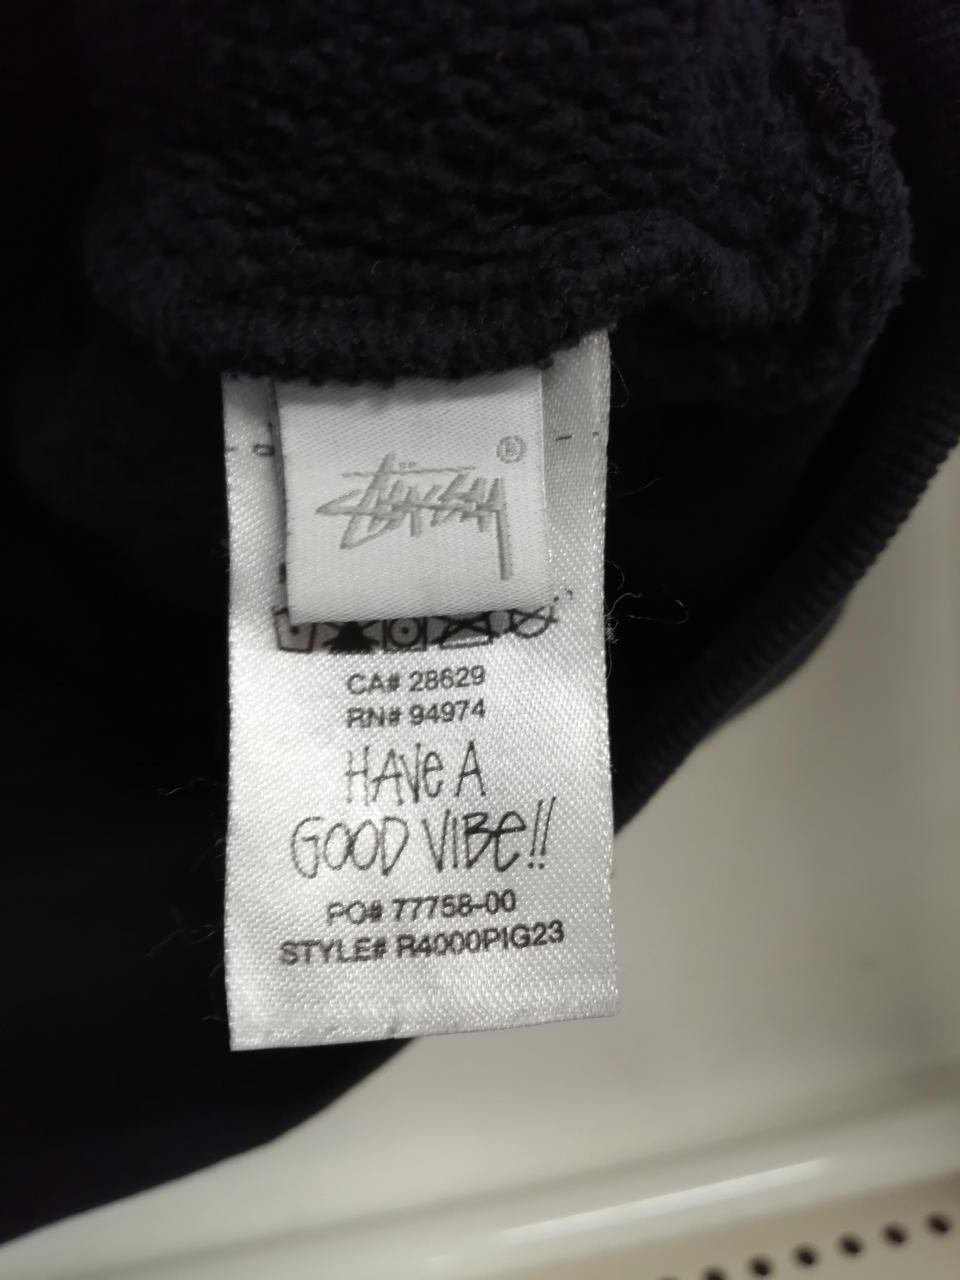 Stüssy ®
CA# 28629
RN# 94974
HAVe A
GOOD VIBe!!
PO# 77758-00
STYLE# R4000PIG23